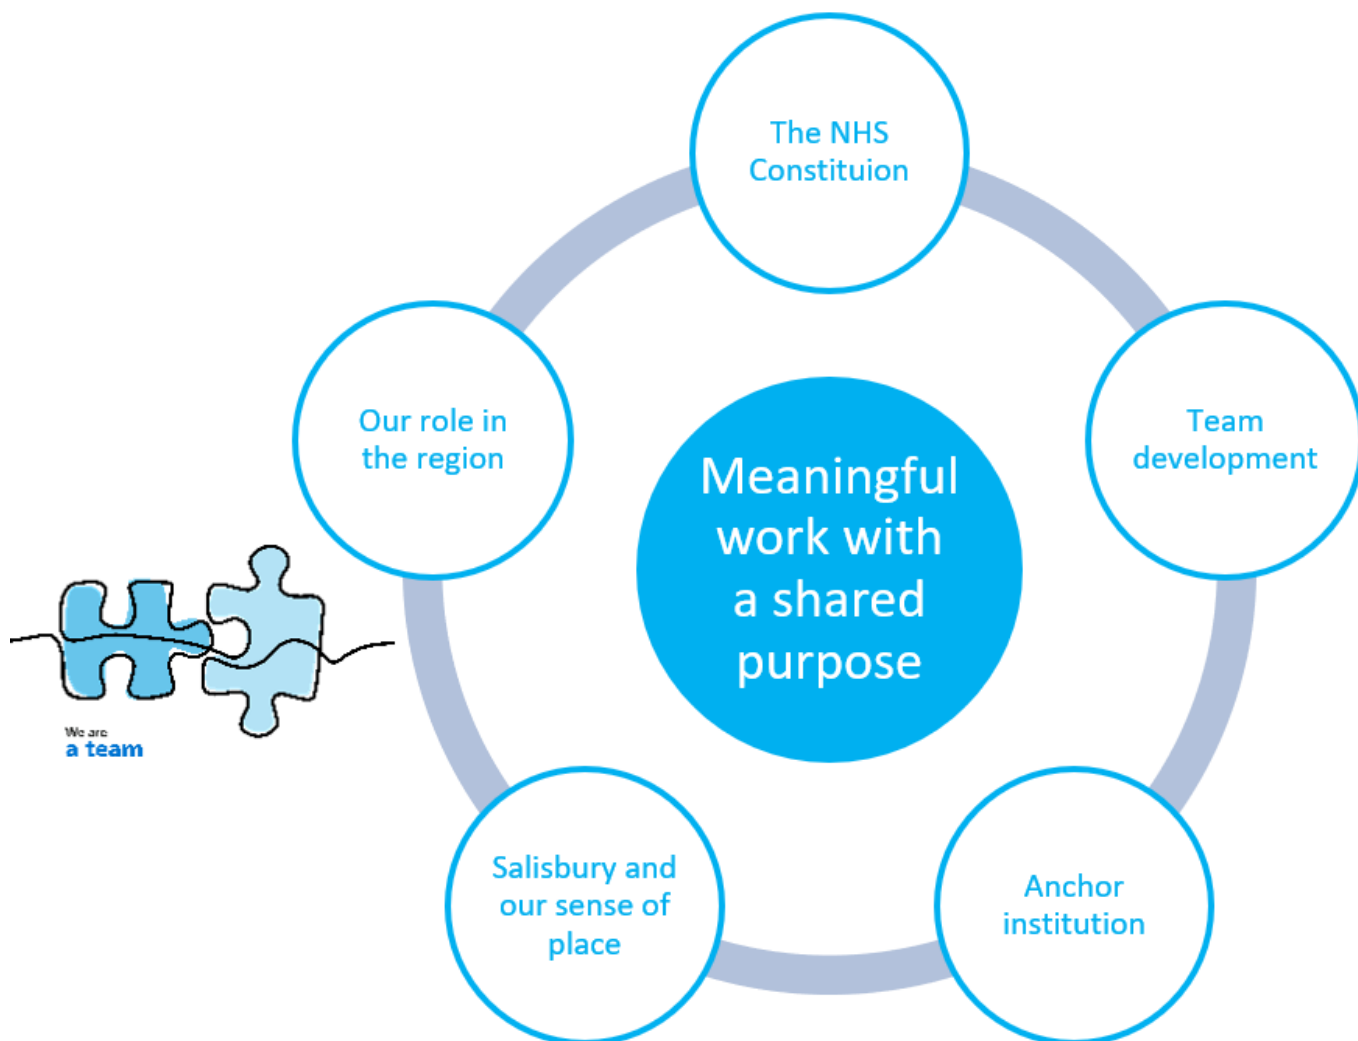 The NHS
Constituion
Team
development
Anchor
institution
Salisbury and
our sense of
place
Our role in
the region
Meaningful
work with
a shared
purpose
We are
a team